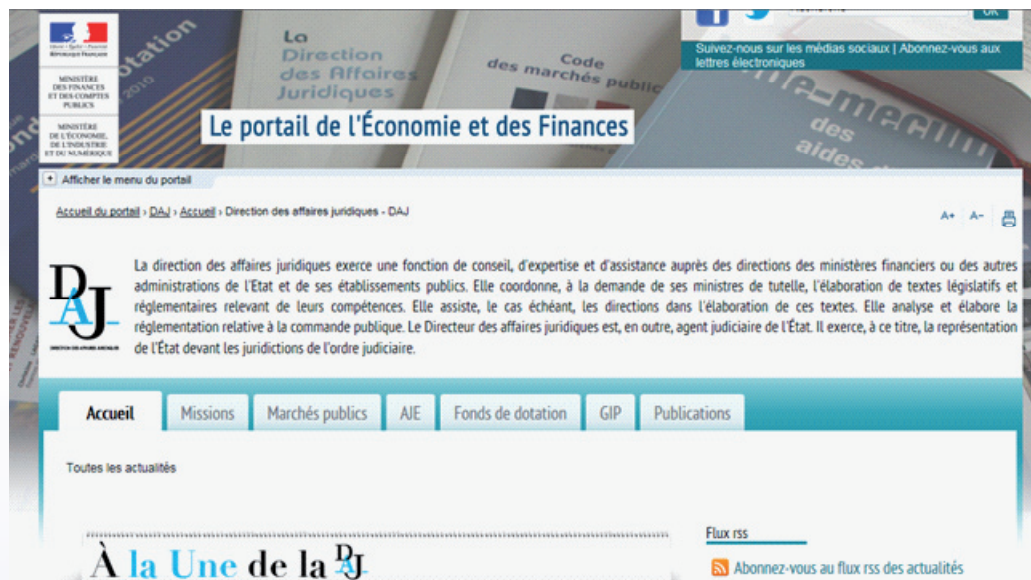 Liberté • Égalité • Fraternité
RÉPUBLIQUE FRANÇAISE
MINISTÈRE
DES FINANCES
ET DES COMPTES
PUBLICS
MINISTÈRE
DE L'ÉCONOMIE,
DE L'INDUSTRIE
ET DU NUMÉRIQUE
2010
La
Direction
des Affaires
Juridiques
Code
des marchés public
des
aides
OK
Suivez-nous sur les médias sociaux | Abonnez-vous aux
lettres électroniques
Le portail de l'Économie et des Finances
+ Afficher le menu du portail
Accueil du portail › DAJ › Accueil › Direction des affaires juridiques - DAJ
A+ A-
DAJ
DIRECTION DES AFFAIRES JURIDIQUES
La direction des affaires juridiques exerce une fonction de conseil, d'expertise et d'assistance auprès des directions des ministères financiers ou des autres
administrations de l'Etat et de ses établissements publics. Elle coordonne, à la demande de ses ministres de tutelle, l'élaboration de textes législatifs et
réglementaires relevant de leurs compétences. Elle assiste, le cas échéant, les directions dans l'élaboration de ces textes. Elle analyse et élabore la
réglementation relative à la commande publique. Le Directeur des affaires juridiques est, en outre, agent judiciaire de l'État. Il exerce, à ce titre, la représentation
de l'État devant les juridictions de l'ordre judiciaire.
Accueil Missions Marchés publics AJE Fonds de dotation GIP Publications
Toutes les actualités
À la Une de la DAJ
Flux rss
Abonnez-vous au flux rss des actualités